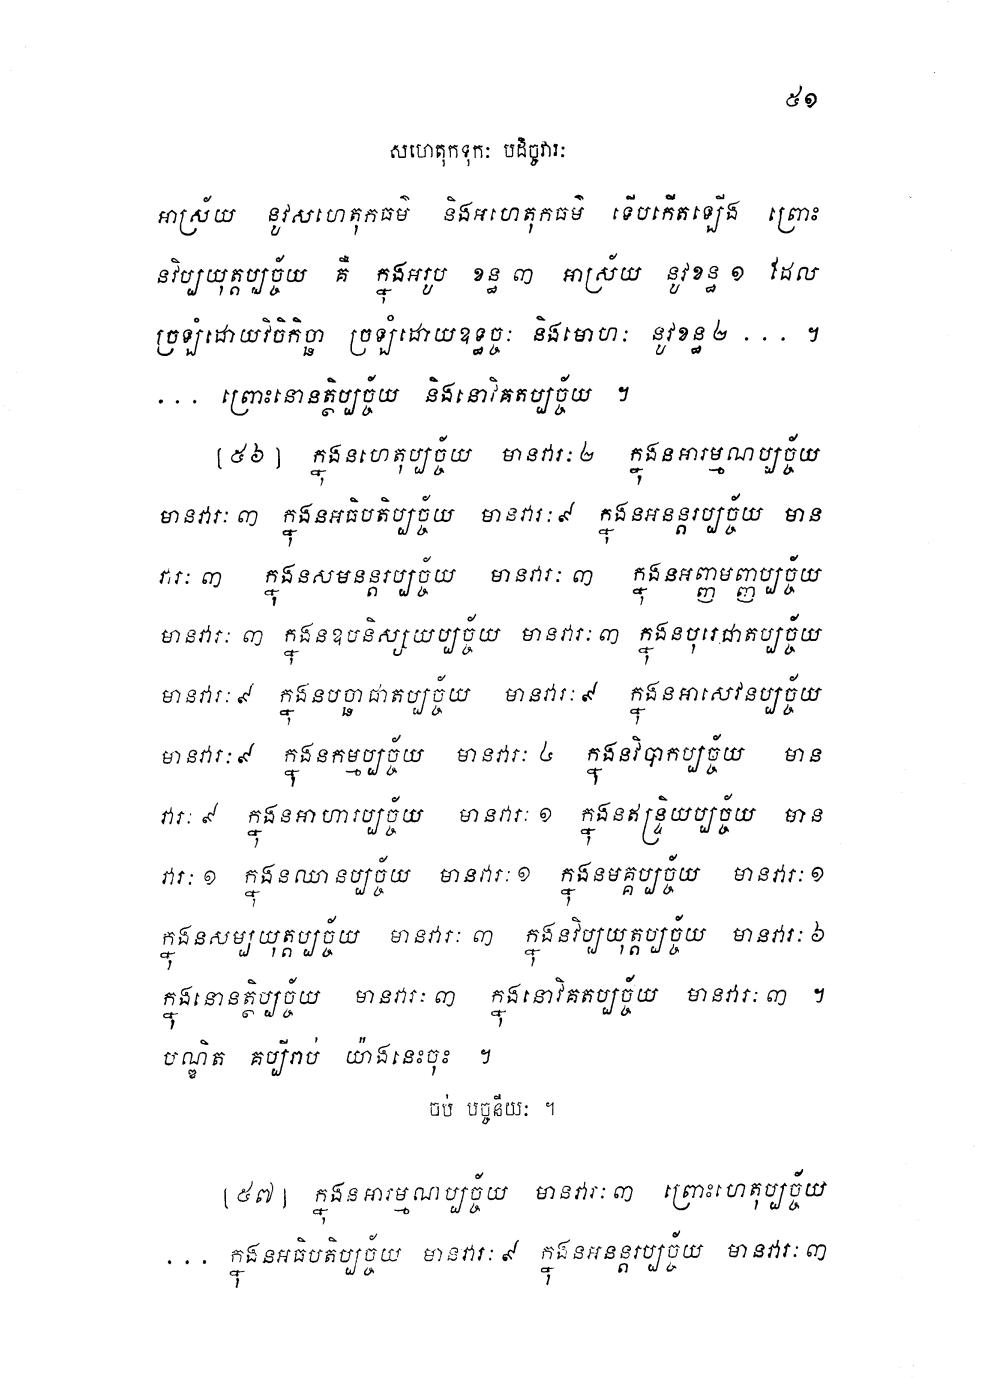 ៥១
សហេតុកទុកៈ បដិច្ចវារៈ
អាស្រ័យ នូវសហេតុកធម៌ និងអហេតុកធម៌ ទើបកើតឡើង ព្រោះ
នវិប្បយុត្តប្បច្ច័យ គឺ ក្នុងអរូប ខន្ធ ៣ អាស្រ័យ នូវខន្ធ ១ ដែល
ច្រឡំដោយវិចិកិច្ឆា ច្រឡំដោយឧទ្ធច្ចៈ និងមោហៈ នូវខន្ធ ២ ... ។
... ព្រោះនោនត្ថិប្បច្ច័យ និងនោវិគតប្បច្ច័យ ។
[៥៦] ក្នុងនហេតុប្បច្ច័យ មានវារៈ ២ ក្នុងនអារម្មណប្បច្ច័យ
មានវារៈ ៣ ក្នុងនអធិបតិប្បច្ច័យ មានវារៈ ៩ ក្នុងនអនន្តរប្បច្ច័យ មាន
វារៈ ៣ ក្នុងនសមនន្តរប្បច្ច័យ មានវារៈ ៣ ក្នុងនអញ្ញមញ្ញប្បច្ច័យ
មានវារៈ ៣ ក្នុងនឧបនិស្សយប្បច្ច័យ មានវារៈ ៣ ក្នុងនបុរេជាតប្បច្ច័យ
មានវារៈ ៩ ក្នុងនបច្ឆាជាតប្បច្ច័យ មានវារៈ ៩ ក្នុងនអាសេវនប្បច្ច័យ
មានវារៈ ៩ ក្នុងនកម្មប្បច្ច័យ មានវារៈ ៤ ក្នុងនវិបាកប្បច្ច័យ មាន
វារៈ ៩ ក្នុងនអាហារប្បច្ច័យ មានវារៈ ១ ក្នុងនឥន្ទ្រិយប្បច្ច័យ មាន
វារៈ ១ ក្នុងនឈានប្បច្ច័យ មានវារៈ ១ ក្នុងនមគ្គប្បច្ច័យ មានវារៈ ១
ក្នុងនសម្បយុត្តប្បច្ច័យ មានវារៈ ៣ ក្នុងនវិប្បយុត្តប្បច្ច័យ មានវារៈ ៦
ក្នុងនោនត្ថិប្បច្ច័យ មានវារៈ ៣ ក្នុងនោវិគតប្បច្ច័យ មានវារៈ ៣ ។
បណ្ឌិត គប្បីរាប់ យ៉ាងនេះចុះ ។
ចប់ បច្ចនីយៈ ។
[៥៧] ក្នុងនអារម្មណប្បច្ច័យ មានវារៈ ៣ ព្រោះហេតុប្បច្ច័យ
... ក្នុងនអធិបតិប្បច្ច័យ មានវារៈ ៩ ក្នុងនអនន្តរប្បច្ច័យ មានវារៈ ៣